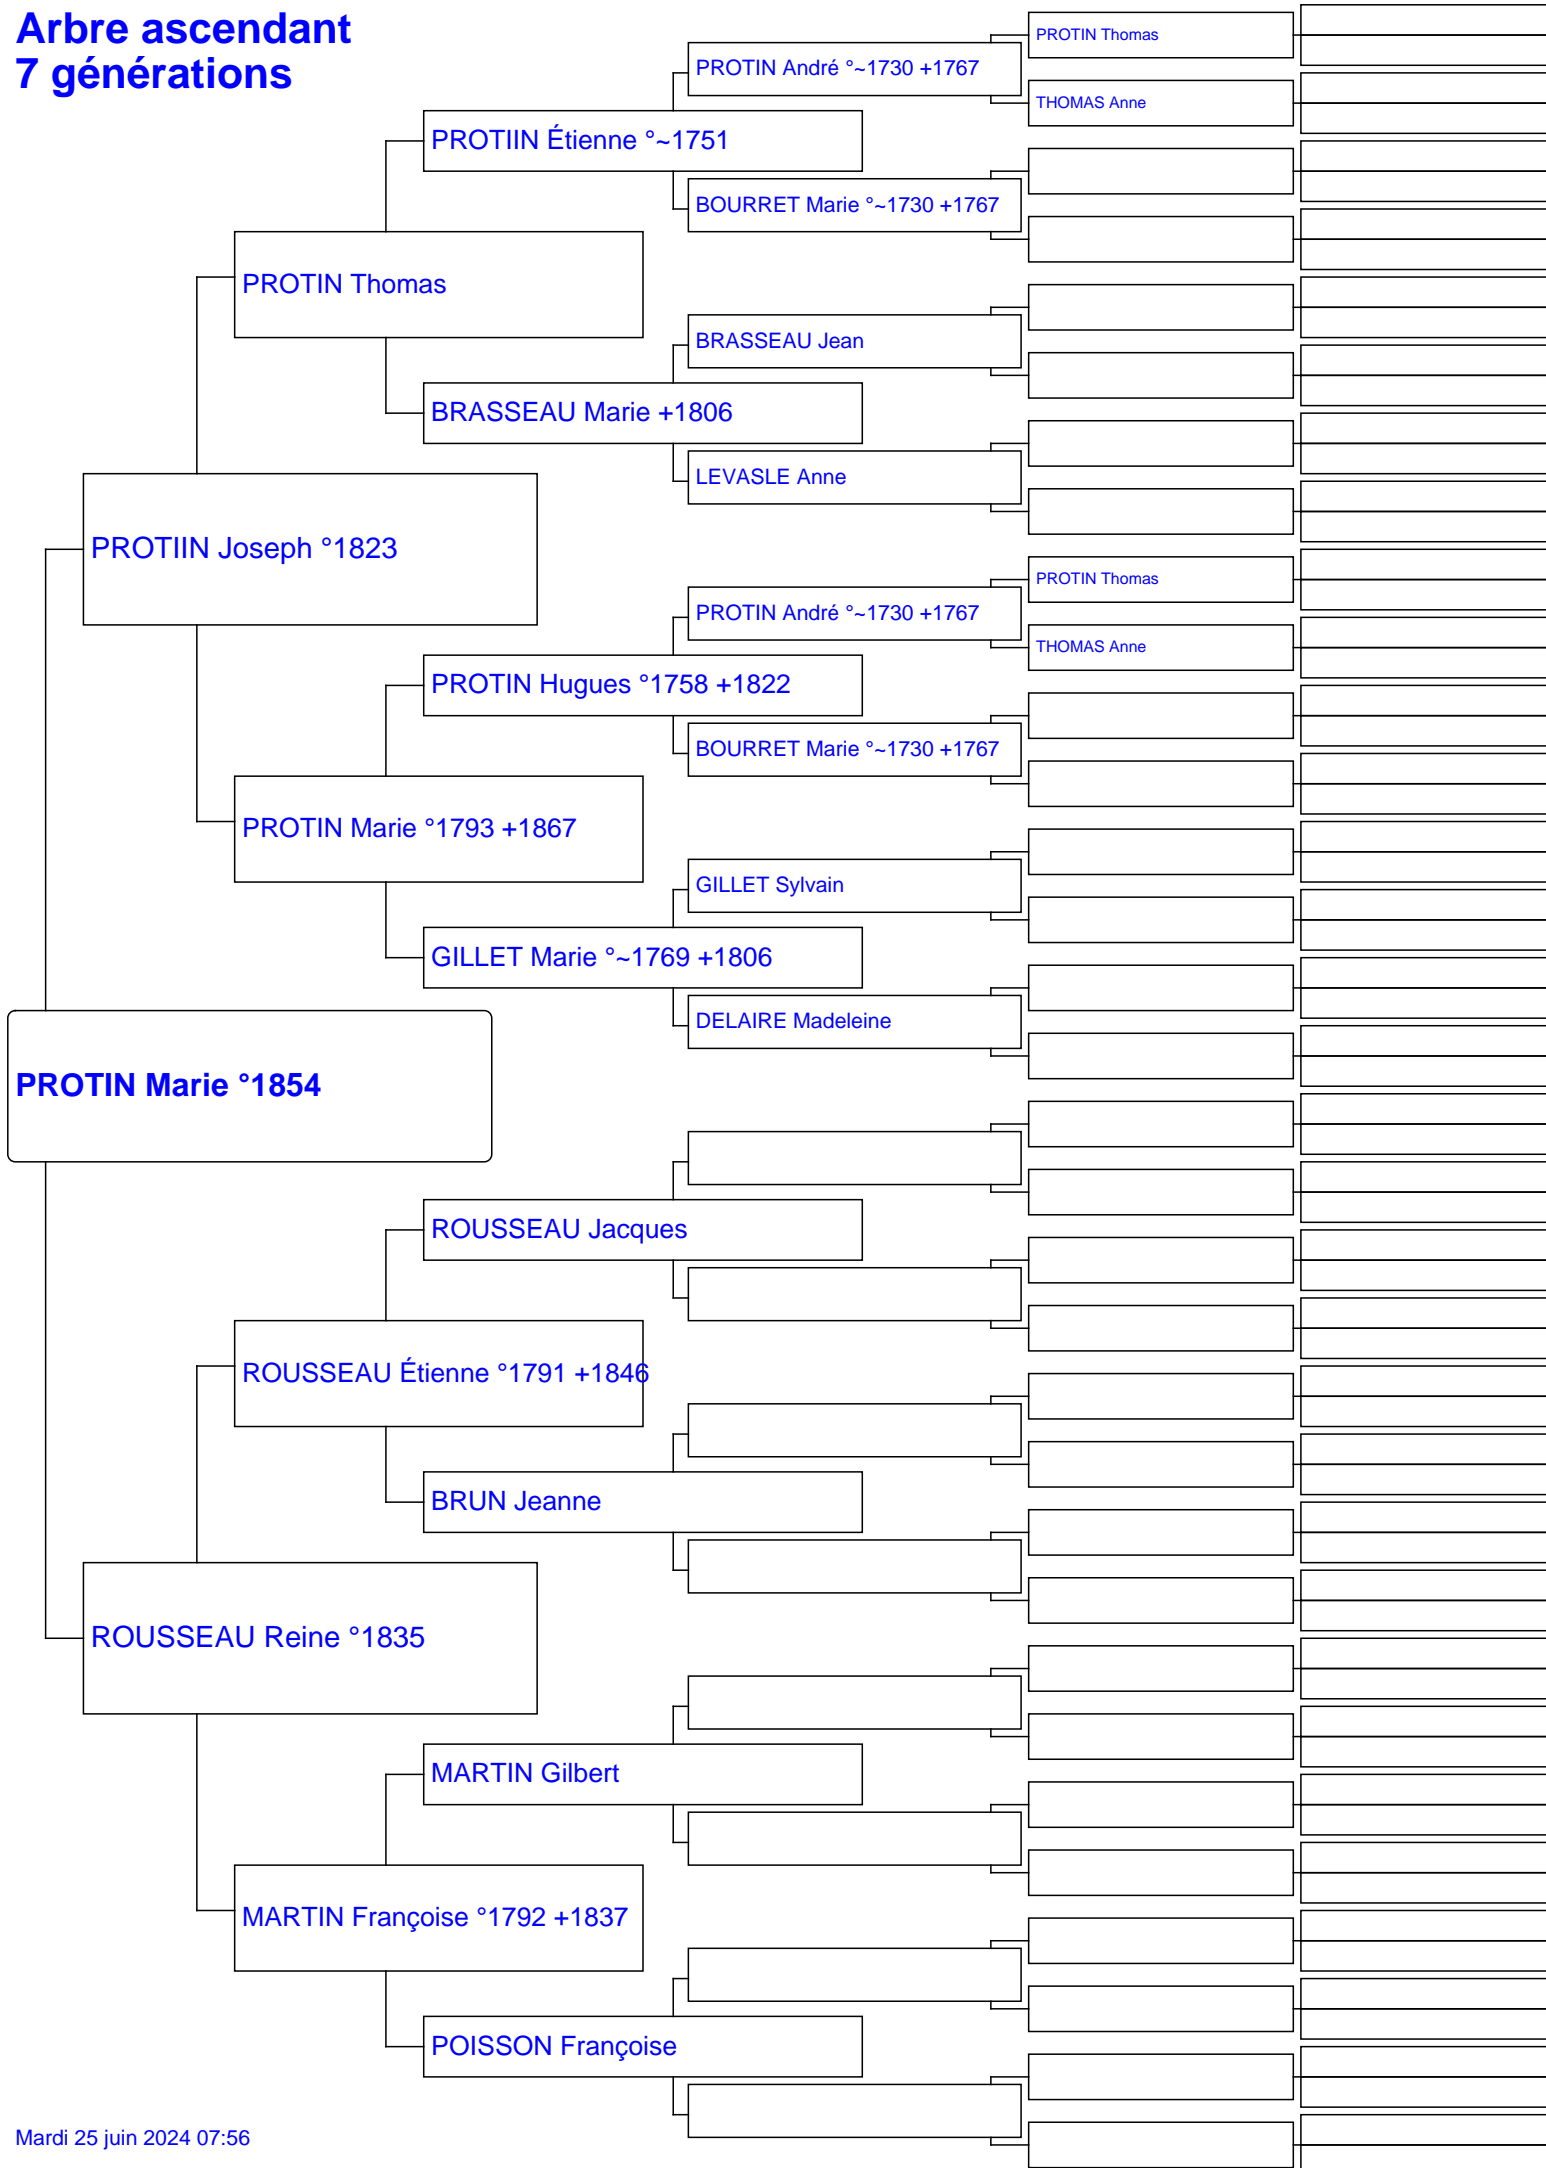 Arbre ascendant
7 générations
PROTIN Thomas
PROTIN André °~1730 +1767
THOMAS Anne
PROTIIN Étienne °~1751
BOURRET Marie °~1730 +1767
PROTIN Thomas
BRASSEAU Jean
BRASSEAU Marie +1806
LEVASLE Anne
PROTIIN Joseph °1823
PROTIN Thomas
PROTIN André °~1730 +1767
THOMAS Anne
PROTIN Hugues °1758 +1822
BOURRET Marie °~1730 +1767
PROTIN Marie °1793 +1867
GILLET Sylvain
GILLET Marie °~1769 +1806
DELAIRE Madeleine
PROTIN Marie °1854
ROUSSEAU Jacques
ROUSSEAU Étienne °1791 +1846
BRUN Jeanne
ROUSSEAU Reine °1835
MARTIN Gilbert
MARTIN Françoise °1792 +1837
POISSON Françoise
Mardi 25 juin 2024 07:56